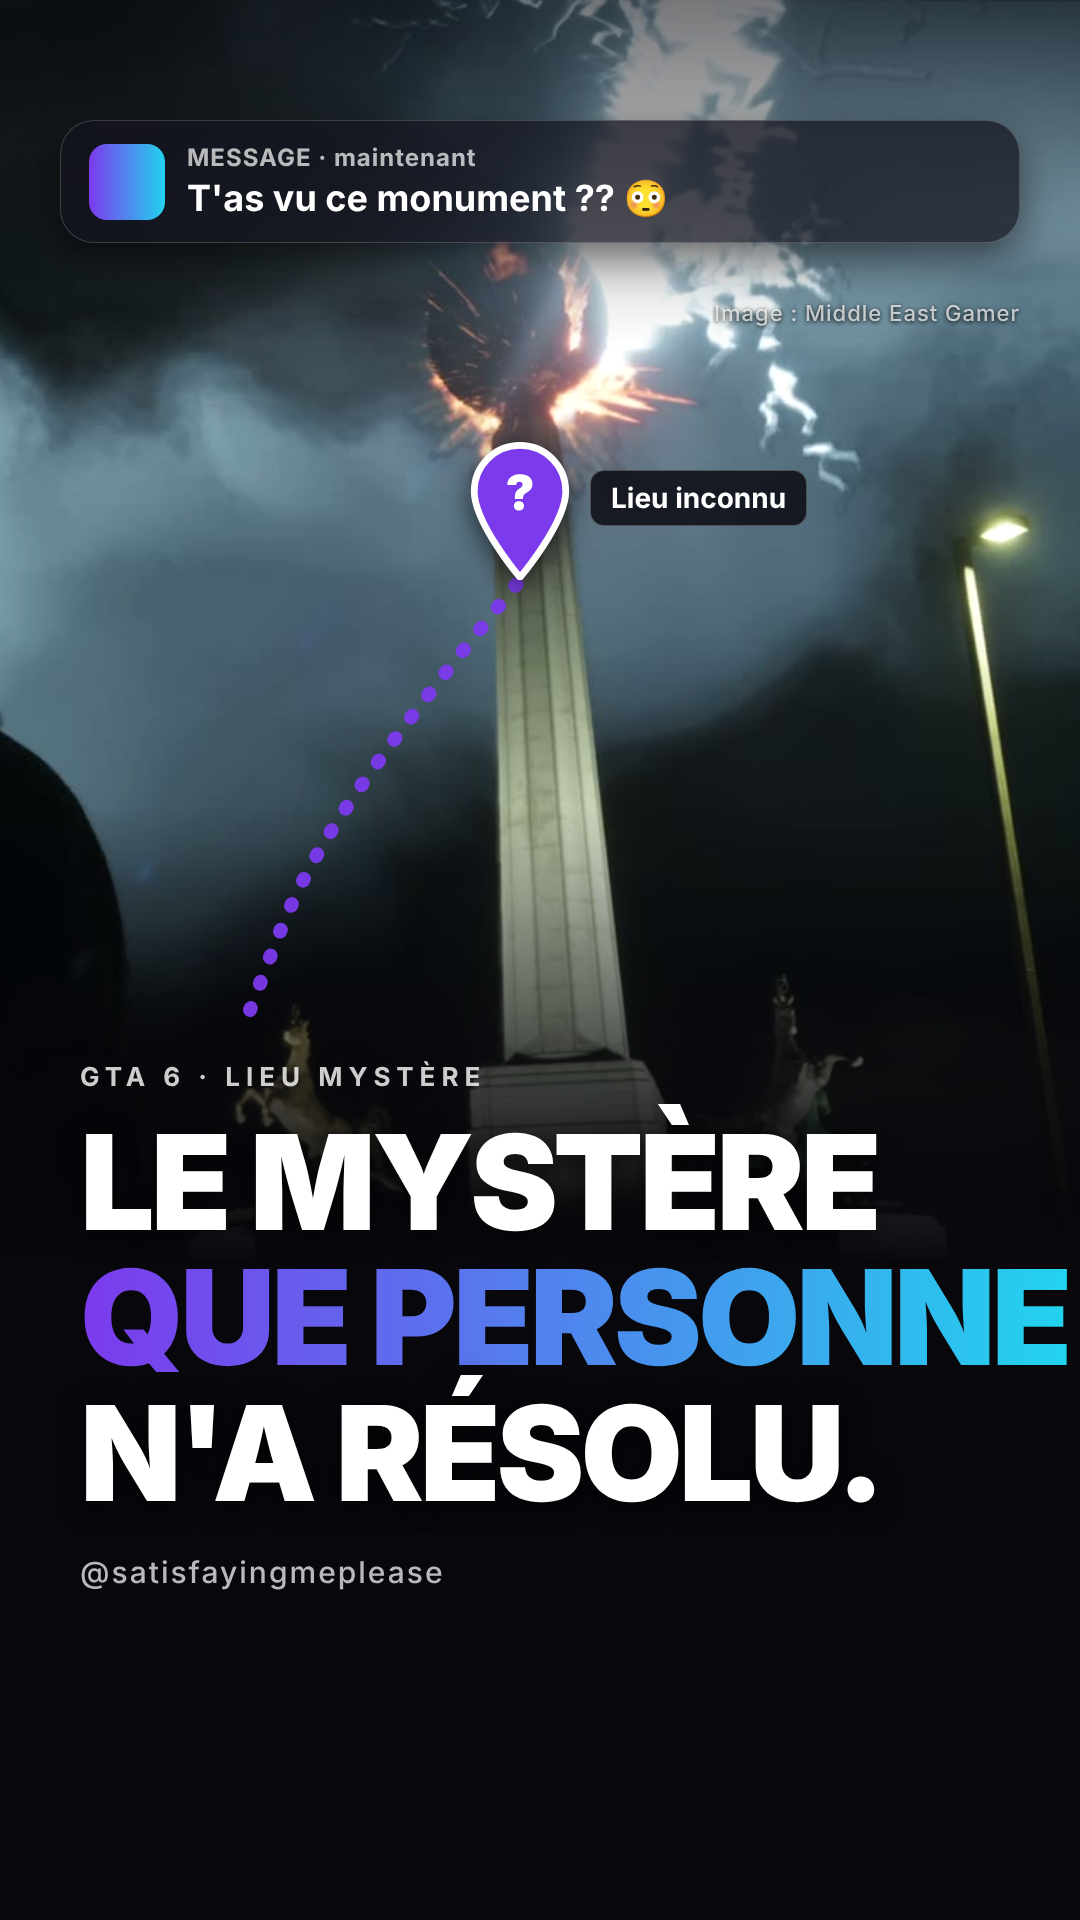 MESSAGE · maintenant
T'as vu ce monument ?? 😳
Image : Middle East Gamer
?
Lieu inconnu
GTA 6 · LIEU MYSTÈRE
LE MYSTÈRE
QUE PERSONNE
N'A RÉSOLU.
@satisfayingmeplease